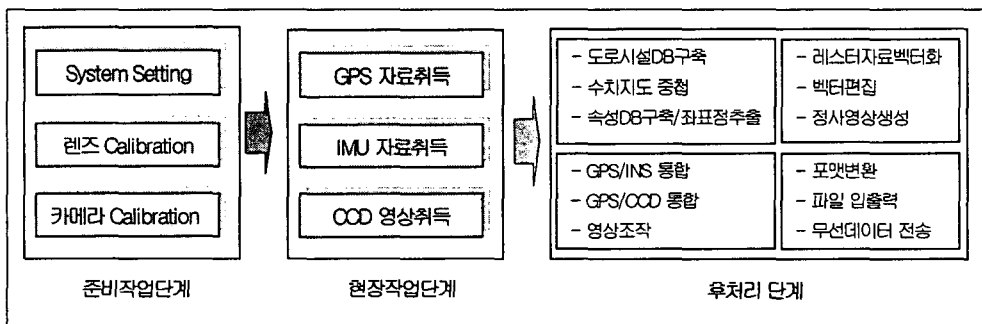 System Setting
렌즈 Calibration
카메라 Calibration
준비작업단계
GPS 자료취득
IMU 자료취득
CCD 영상취득
현장작업단계
- 도로시설DB구축
- 수치지도 중첩
- 속성DB구축/좌표점추출
- 레스터자료벡터화
- 벡터편집
- 정사영상생성
- GPS/INS 통합
- GPS/CCD 통합
- 영상조작
- 포맷변환
- 파일 입출력
- 무선데이터 전송
후처리 단계